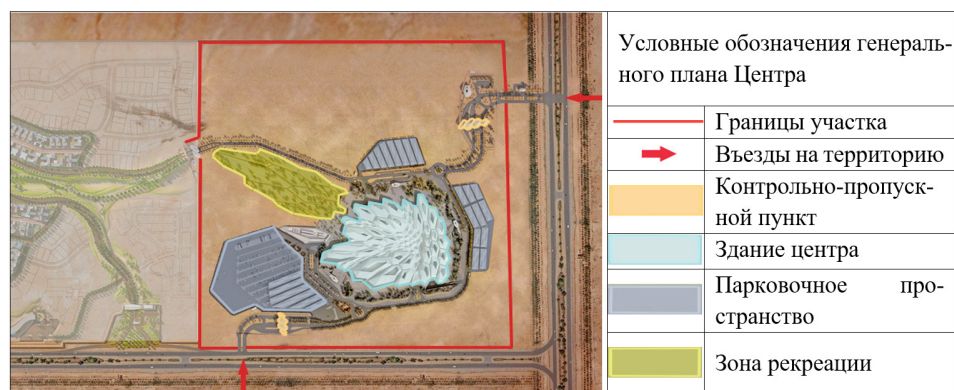 Условные обозначения генераль-
ного плана Центра
Границы участка
Въезды на территорию
Контрольно-пропуск-
ной пункт
Здание центра
Парковочное про-
странство
Зона рекреации